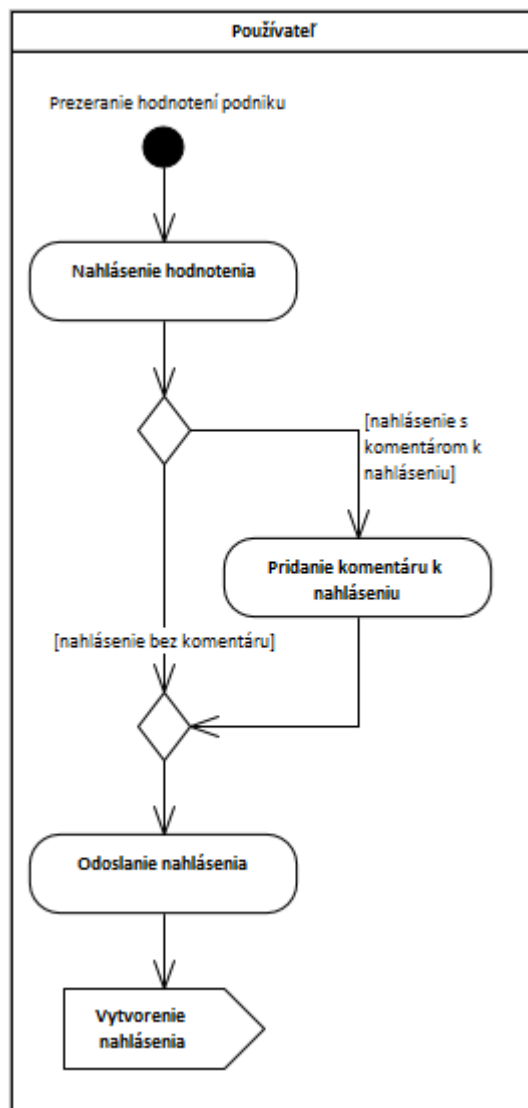 Používateľ
Prezeranie hodnotení podniku
Nahlásenie hodnotenia
[nahlásenie s
komentárom k
nahláseniu]
Pridanie komentáru k
nahláseniu
[nahlásenie bez komentáru]
Odoslanie nahlásenia
Vytvorenie
nahlásenia